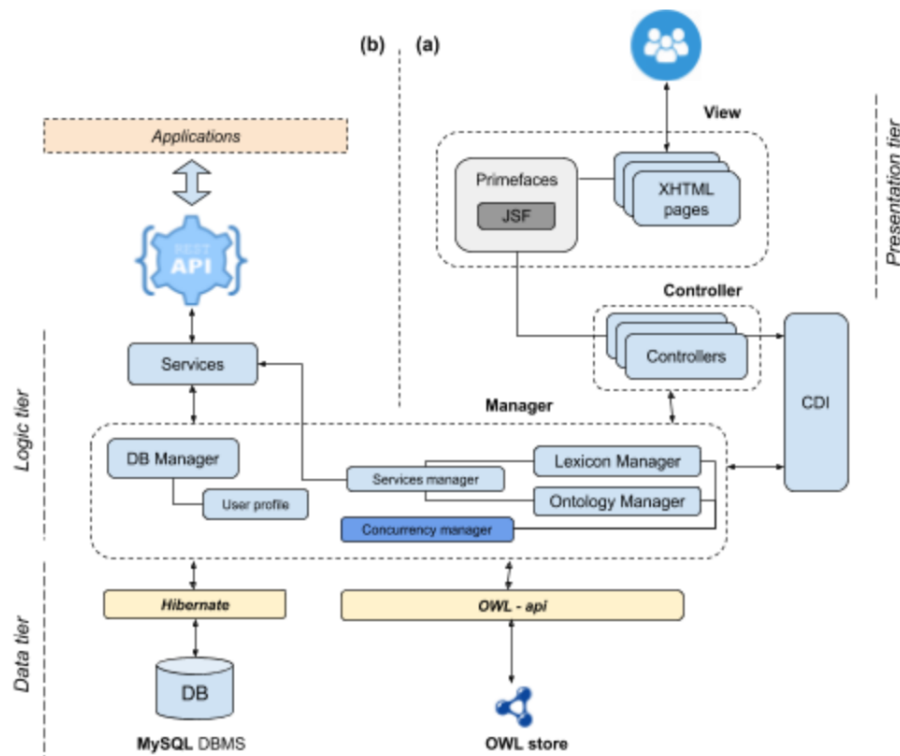 (b)
(a)
View
Presentation tier
Applications
Primefaces
JSF
XHTML
pages
REST
API
Controller
Controllers
CDI
Services
Logic tier
Manager
DB Manager
User profile
Services manager
Lexicon Manager
Ontology Manager
Concurrency manager
Data tier
Hibernate
OWL - api
DB
MySQL DBMS
OWL store